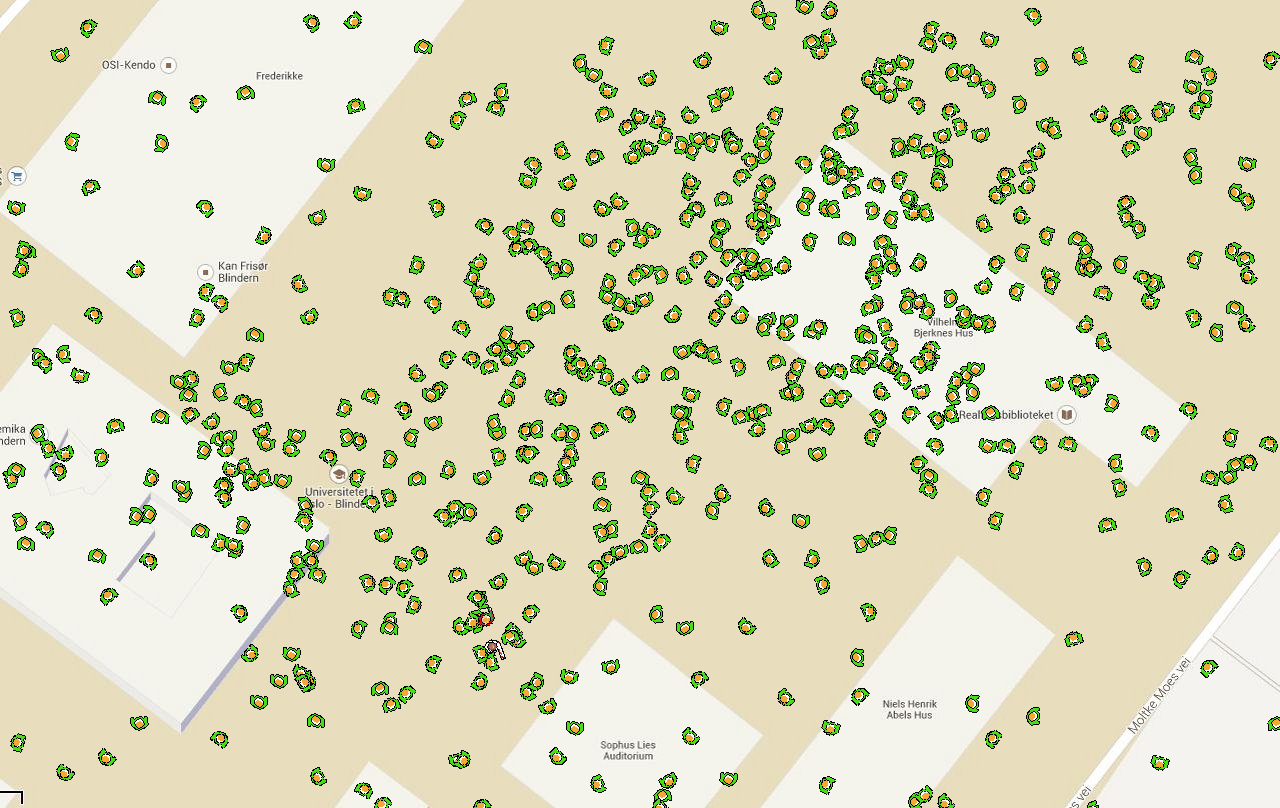 OSI-Kendo
Frederikke
Kan Frisør
Blindern
Vilhelm
Bjerknes Hus
Universitetet i
Oslo - Blindern
Niels Henrik
Abels Hus
Sophus Lies
Auditorium
Moltke Moes vei